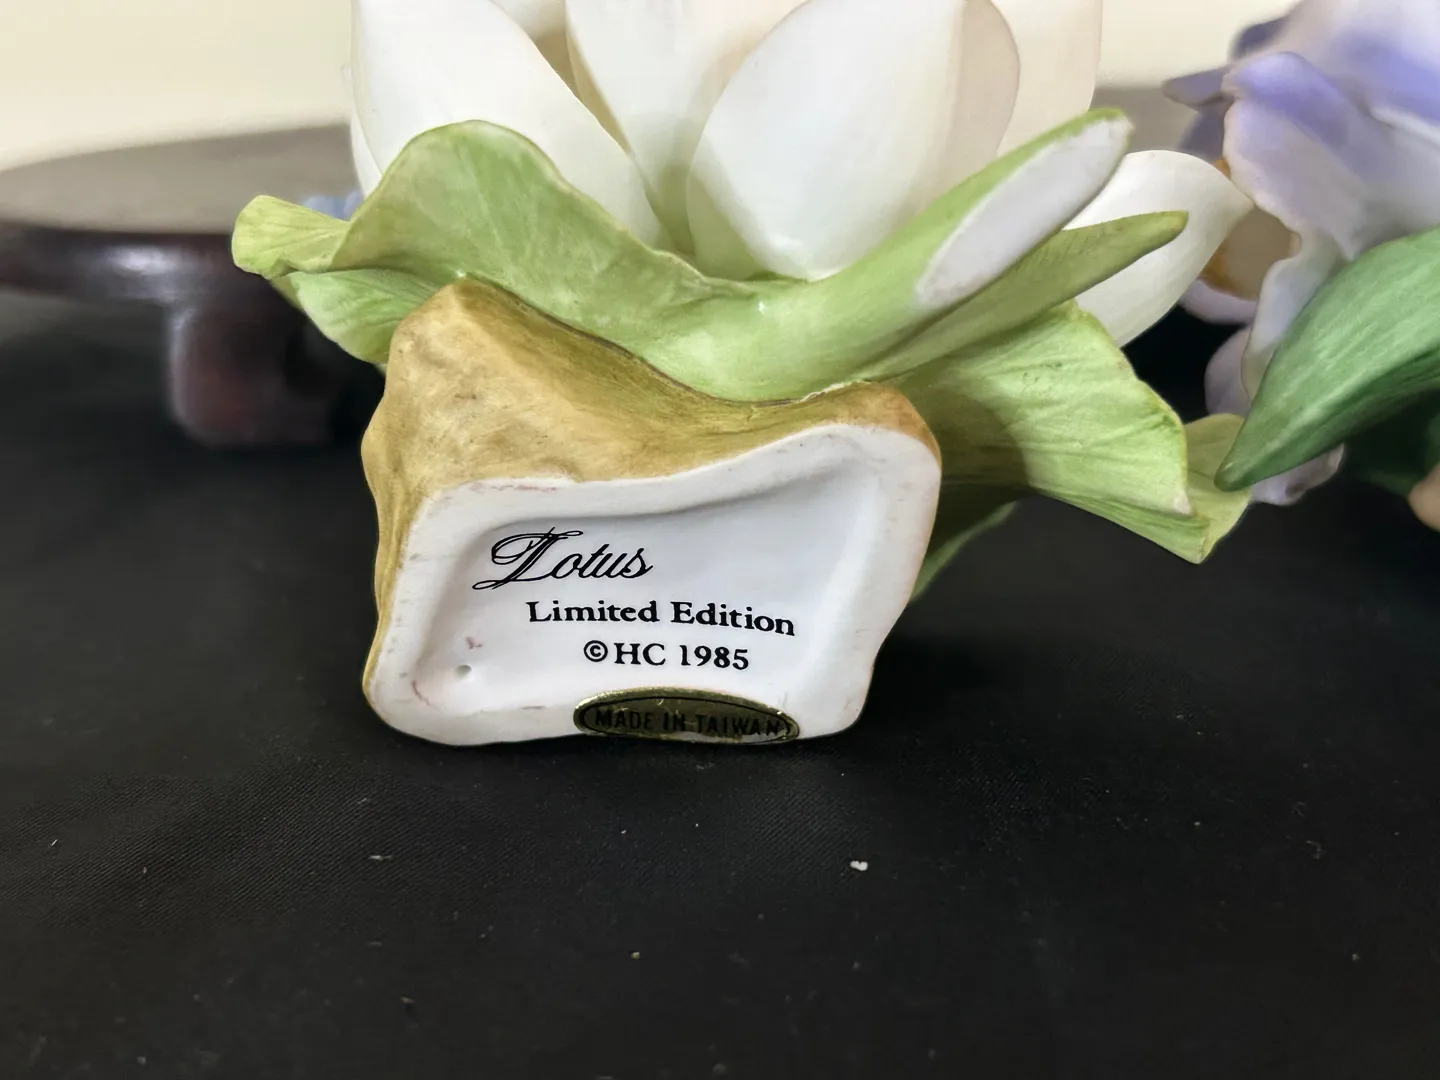 Lotus
Limited Edition
©HC 1985
MADE IN TAIWAN